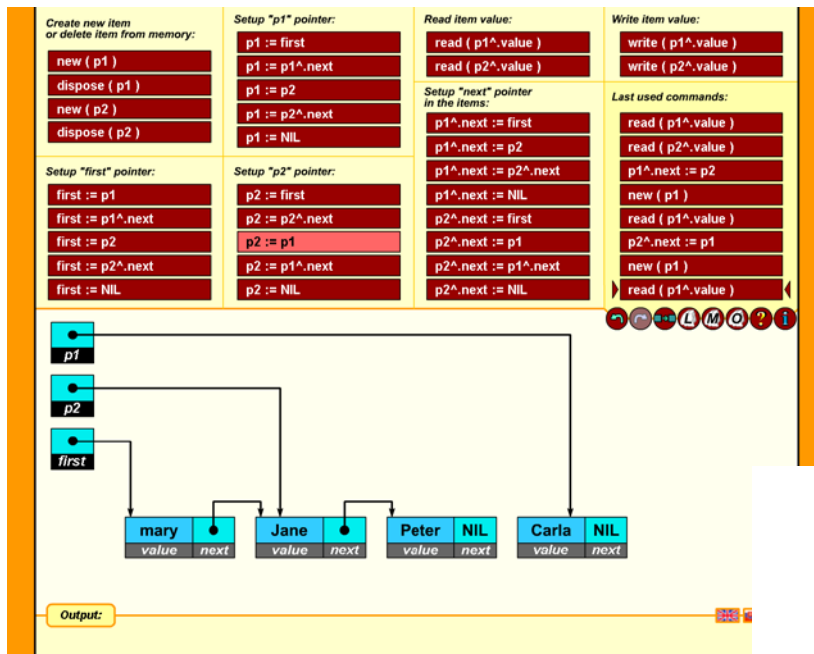 Create new item
or delete item from memory:
new ( p1 )
dispose ( p1 )
new ( p2 )
dispose ( p2 )
Setup "p1" pointer:
p1 := first
p1 := p1^.next
p1 := p2
p1 := p2^.next
p1 := NIL
Read item value:
read ( p1^.value )
read ( p2^.value )
Write item value:
write ( p1^.value )
write ( p2^.value )
Setup "first" pointer:
first := p1
first := p1^.next
first := p2
first := p2^.next
first := NIL
Setup "p2" pointer:
p2 := first
p2 := p2^.next
p2 := p1
p2 := p1^.next
p2 := NIL
Setup "next" pointer
in the items:
p1^.next := first
p1^.next := p2
p1^.next := p2^.next
p1^.next := NIL
p2^.next := first
p2^.next := p1
p2^.next := p1^.next
p2^.next := NIL
Last used commands:
read ( p1^.value )
read ( p2^.value )
p1^.next := p2
new ( p1 )
read ( p1^.value )
p2^.next := p1
new ( p1 )
read ( p1^.value )
L M O ? i
p1
p2
first
mary Jane Peter NIL Carla NIL
value next value next value next value next
Output: